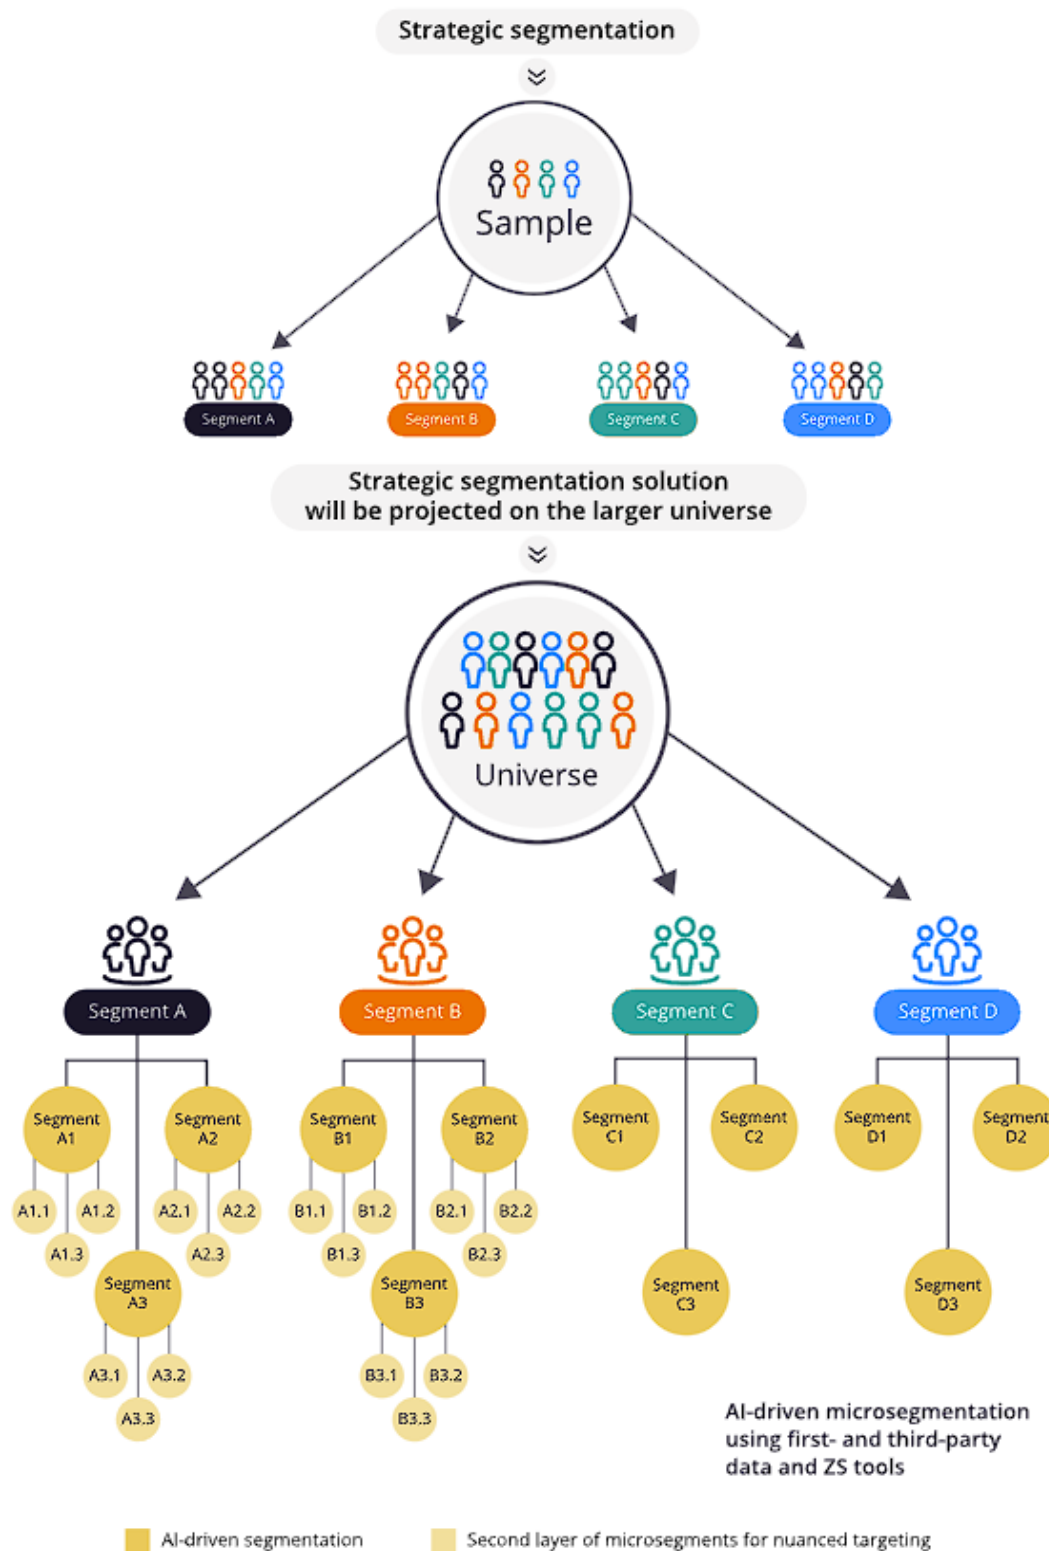 Strategic segmentation
Sample
Segment A
Segment B
Segment C
Segment D
Strategic segmentation solution
will be projected on the larger universe
Universe
Segment A
Segment B
Segment C
Segment D
Segment
A1
Segment
A2
Segment
B1
Segment
B2
Segment
C1
Segment
C2
Segment
D1
Segment
D2
A1.1
A1.2
A2.1
A2.2
B1.1
B1.2
B2.1
B2.2
A1.3
A2.3
B1.3
B2.3
Segment
A3
Segment
B3
Segment
C3
Segment
D3
A3.1
A3.2
B3.1
B3.2
A3.3
B3.3
AI-driven microsegmentation
using first- and third-party
data and ZS tools
AI-driven segmentation
Second layer of microsegments for nuanced targeting